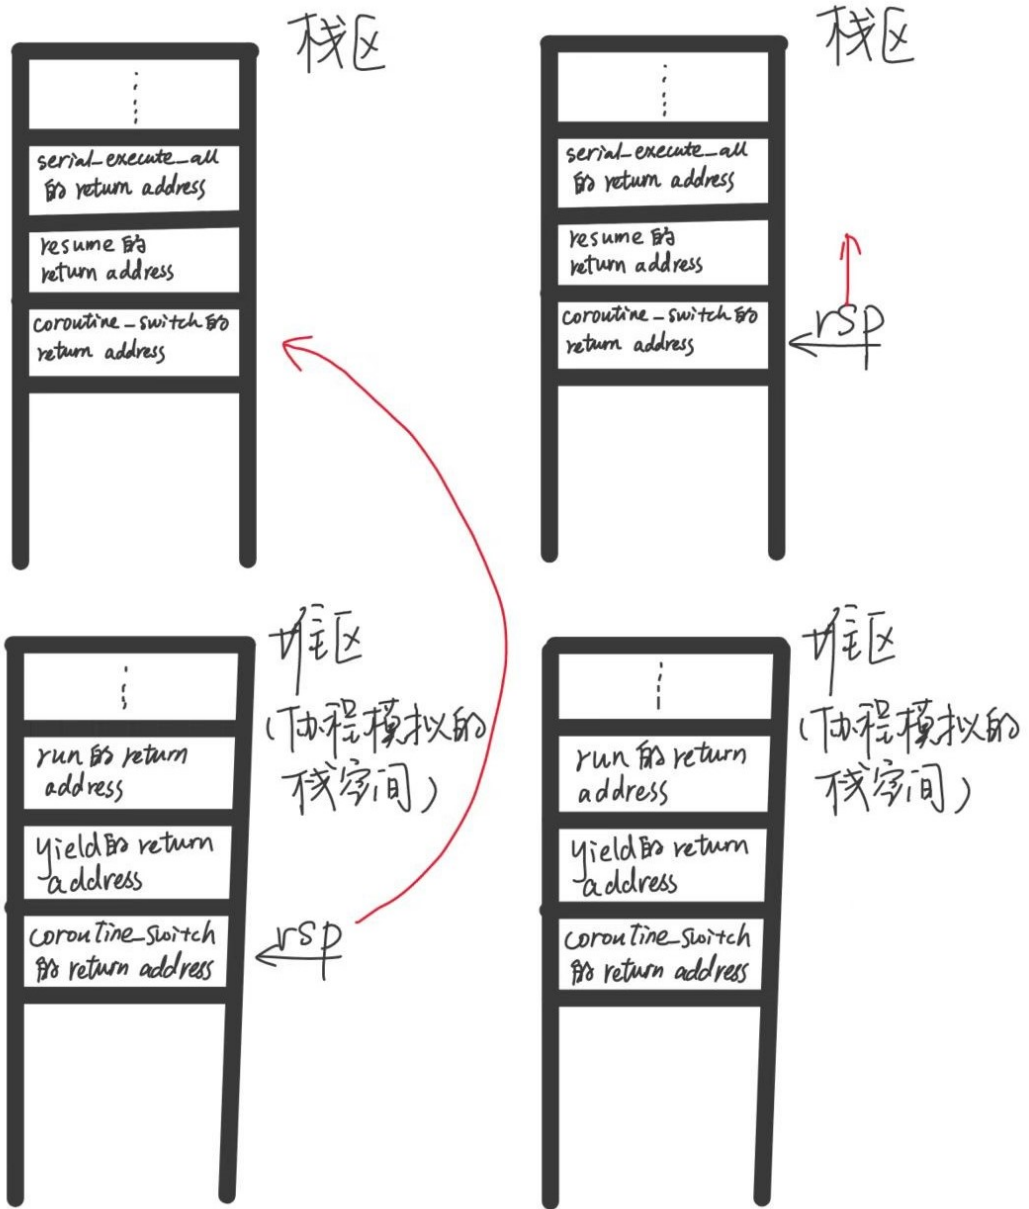 栈区
serial_execute_all
的 return address
resume 的
return address
coroutine_switch 的
return address
栈区
serial_execute_all
的 return address
resume 的
return address
coroutine_switch 的
return address
rsp
堆区
(协程模拟的
栈空间)
run 的 return
address
yield 的 return
address
coroutine_switch
的 return address
rsp
堆区
(协程模拟的
栈空间)
run 的 return
address
yield 的 return
address
coroutine_switch
的 return address